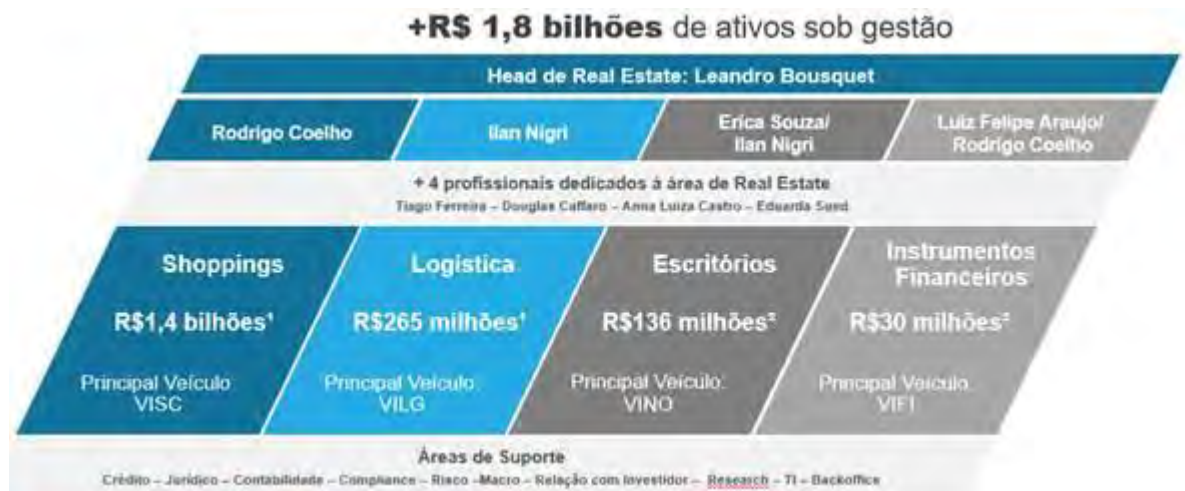 +R$ 1,8 bilhões de ativos sob gestão
Head de Real Estate: Leandro Bousquet
Rodrigo Coelho
Ilan Nigri
Erica Souza/
Ilan Nigri
Luiz Felipe Araujo/
Rodrigo Coelho
+ 4 profissionais dedicados à área de Real Estate
Tiago Ferreira – Douglas Caffaro – Anna Luiza Castro – Eduarda Sued
Shoppings
R$1,4 bilhões¹
Principal Veículo
VISC
Logística
R$265 milhões¹
Principal Veículo:
VILG
Escritórios
R$136 milhões²
Principal Veículo:
VINO
Instrumentos
Financeiros
R$30 milhões²
Principal Veículo:
VIFI
Áreas de Suporte
Crédito – Jurídico – Contabilidade – Compliance – Risco –Macro – Relação com Investidor – Research – TI – Backoffice